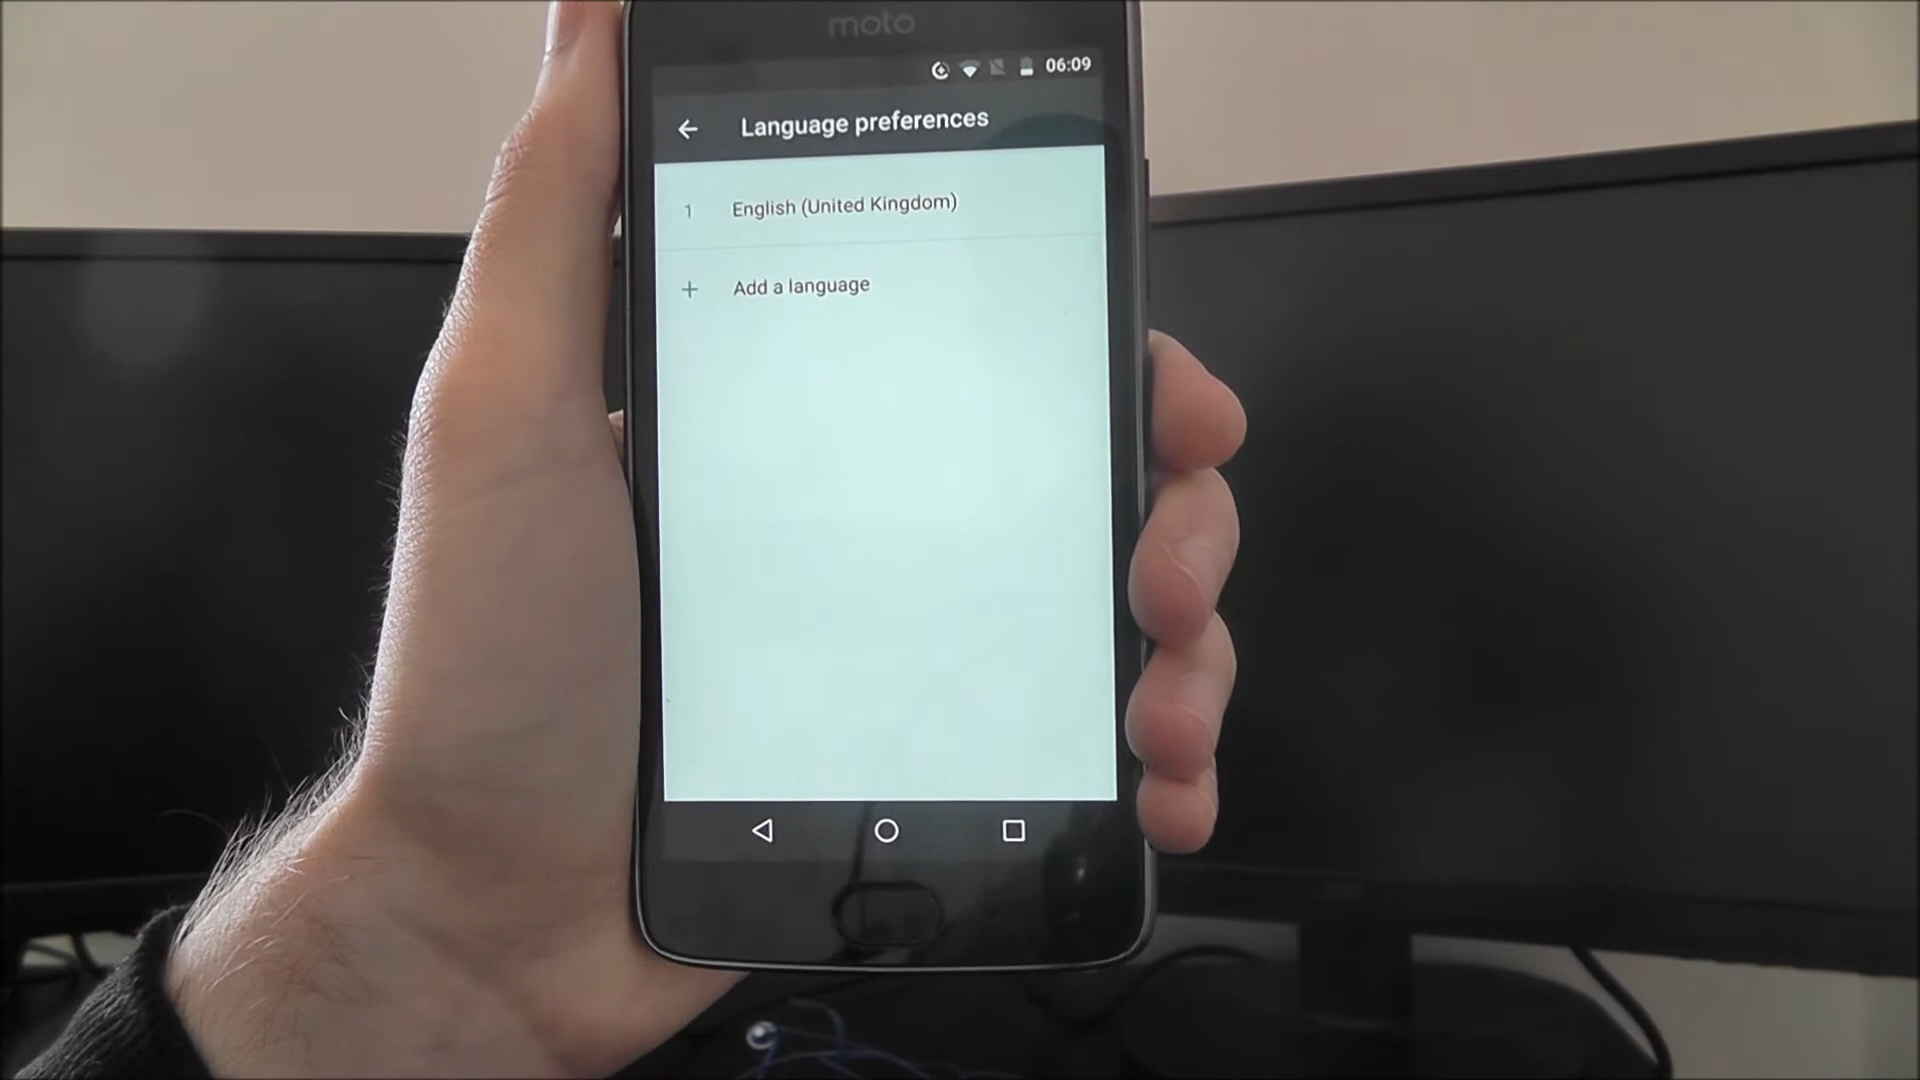 moto
06:09
Language preferences
1 English (United Kingdom)
+ Add a language